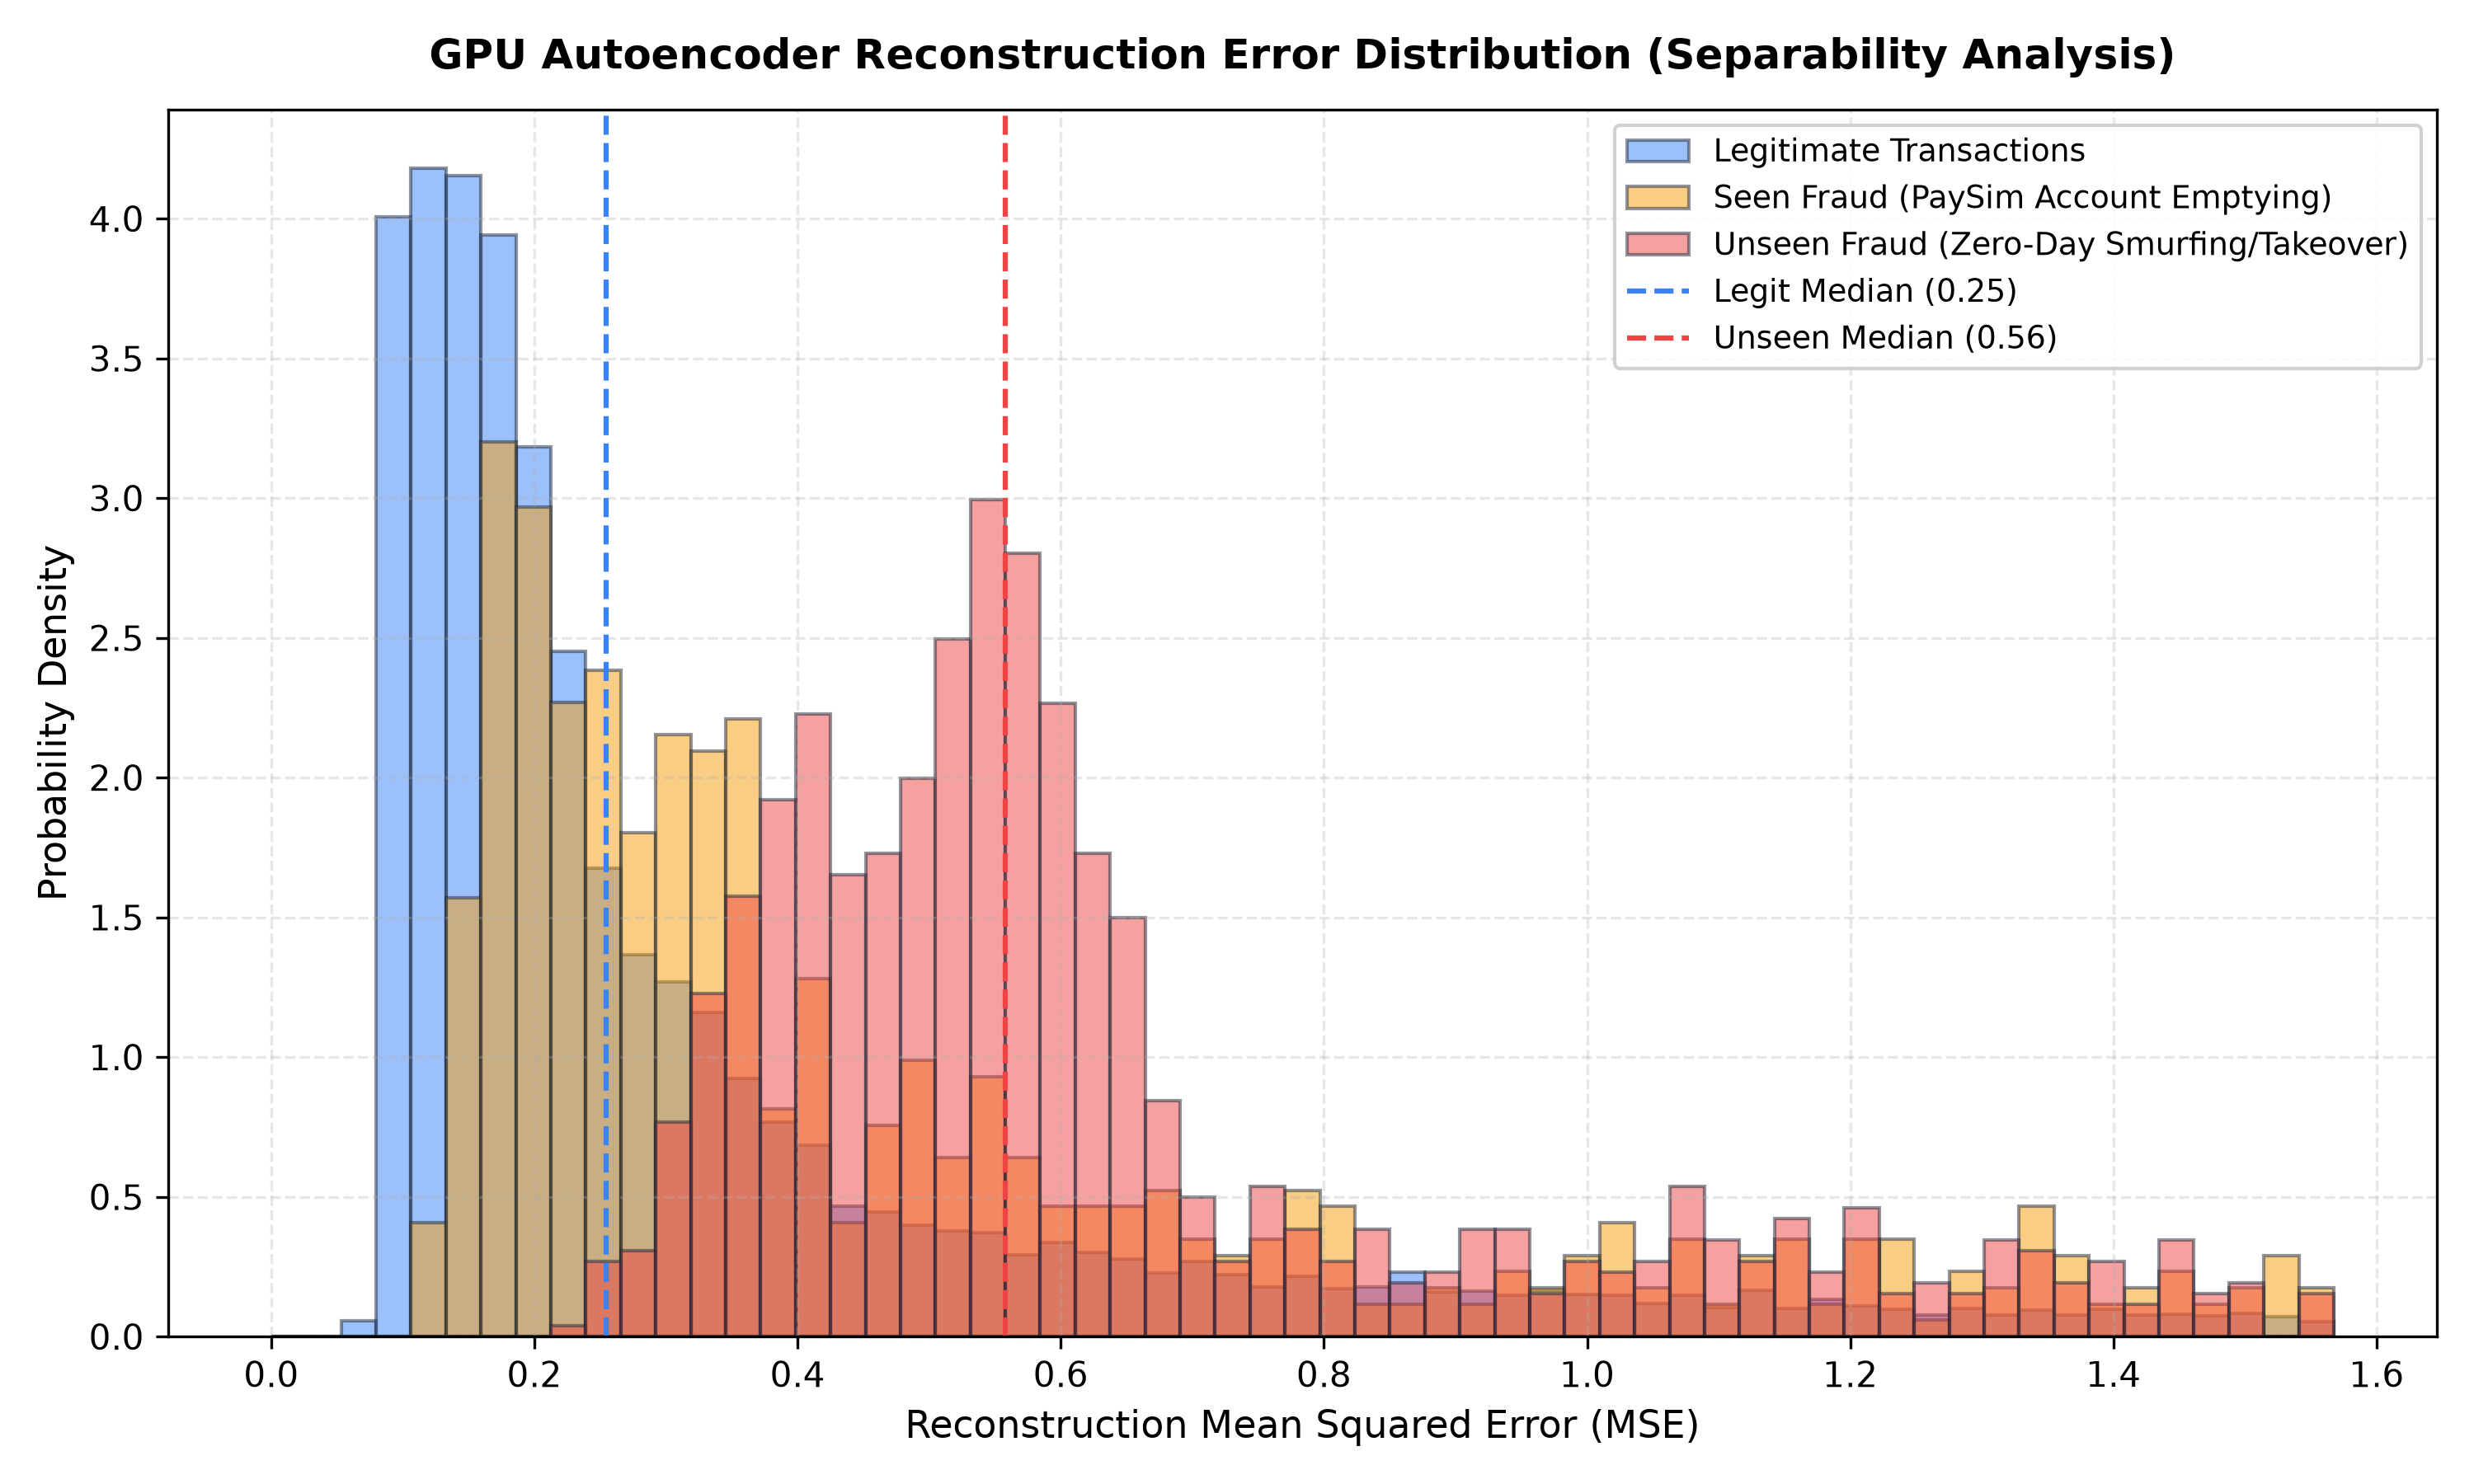 GPU Autoencoder Reconstruction Error Distribution (Separability Analysis)
Legitimate Transactions
Seen Fraud (PaySim Account Emptying)
Unseen Fraud (Zero-Day Smurfing/Takeover)
Legit Median (0.25)
Unseen Median (0.56)
Probability Density
4.0
3.5
3.0
2.5
2.0
1.5
1.0
0.5
0.0
0.0 0.2 0.4 0.6 0.8 1.0 1.2 1.4 1.6
Reconstruction Mean Squared Error (MSE)